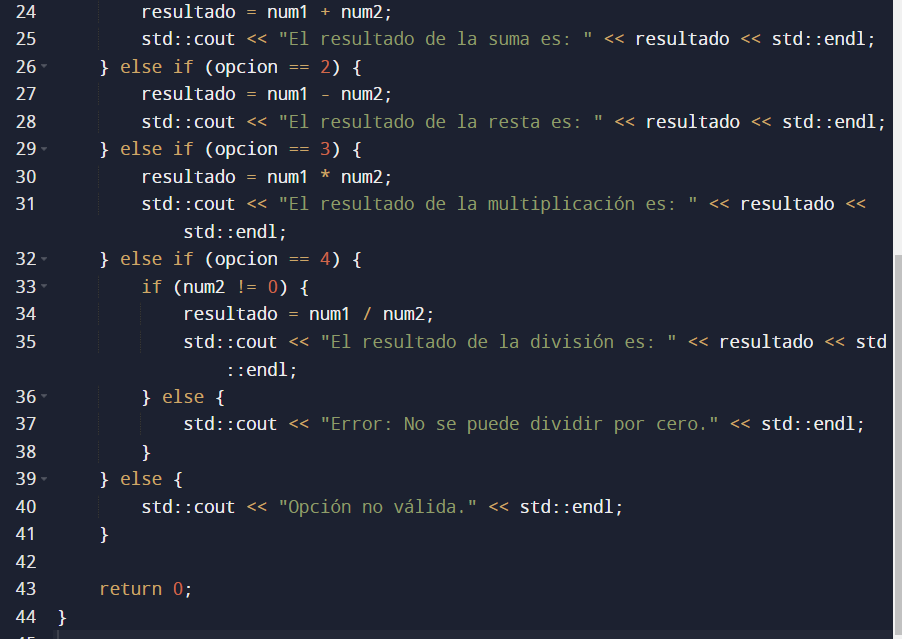 24 resultado = num1 + num2;
25 std::cout << "El resultado de la suma es: " << resultado << std::endl;
26 } else if (opcion == 2) {
27 resultado = num1 - num2;
28 std::cout << "El resultado de la resta es: " << resultado << std::endl;
29 } else if (opcion == 3) {
30 resultado = num1 * num2;
31 std::cout << "El resultado de la multiplicación es: " << resultado <<
std::endl;
32 } else if (opcion == 4) {
33 if (num2 != 0) {
34 resultado = num1 / num2;
35 std::cout << "El resultado de la división es: " << resultado << std
::endl;
36 } else {
37 std::cout << "Error: No se puede dividir por cero." << std::endl;
38 }
39 } else {
40 std::cout << "Opción no válida." << std::endl;
41 }
42
43 return 0;
44 }